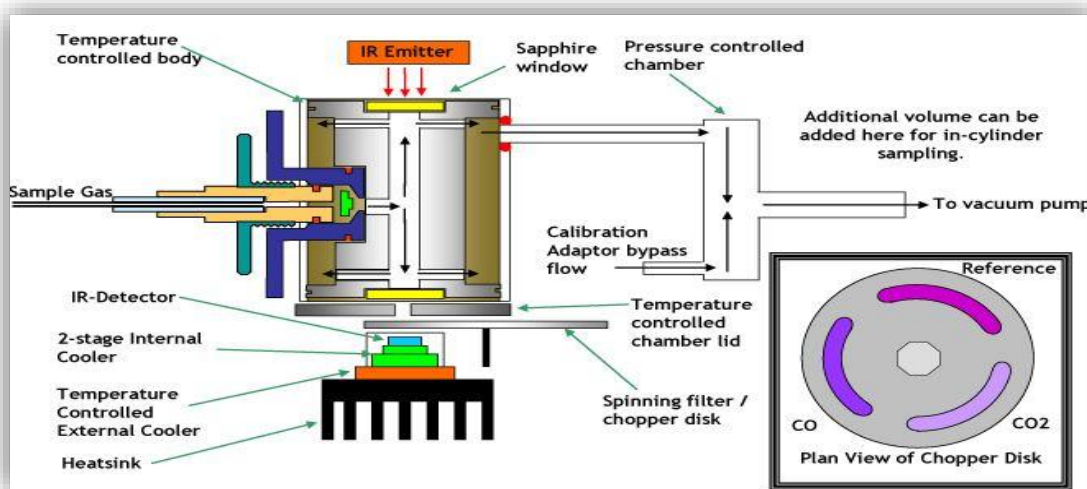 Temperature
controlled body
IR Emitter
Sapphire
window
Pressure controlled
chamber
Additional volume can be
added here for in-cylinder
sampling.
Sample Gas
To vacuum pump
Calibration
Adaptor bypass
flow
IR-Detector
2-stage Internal
Cooler
Temperature
Controlled
External Cooler
Heatsink
Temperature
controlled
chamber lid
Spinning filter /
chopper disk
Reference
CO
CO2
Plan View of Chopper Disk